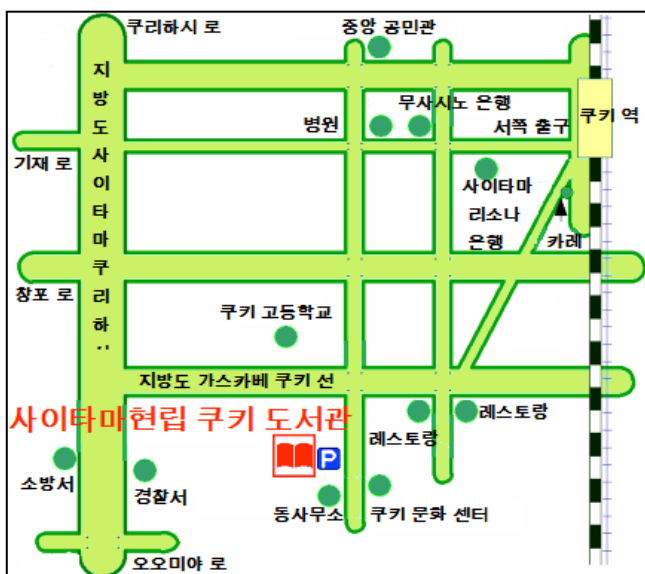 쿠리하시 로
중앙 공민관
지방도사이타마쿠리하
무사시노 은행
병원
서쪽 출구
쿠키 역
기재 로
사이타마
리소나
은행
카레
창포 로
쿠키 고등학교
지방도 가스카베 쿠키 선
사이타마현립 쿠키 도서관
레스토랑
레스토랑
P
소방서
경찰서
동사무소
쿠키 문화 센터
오오미야 로